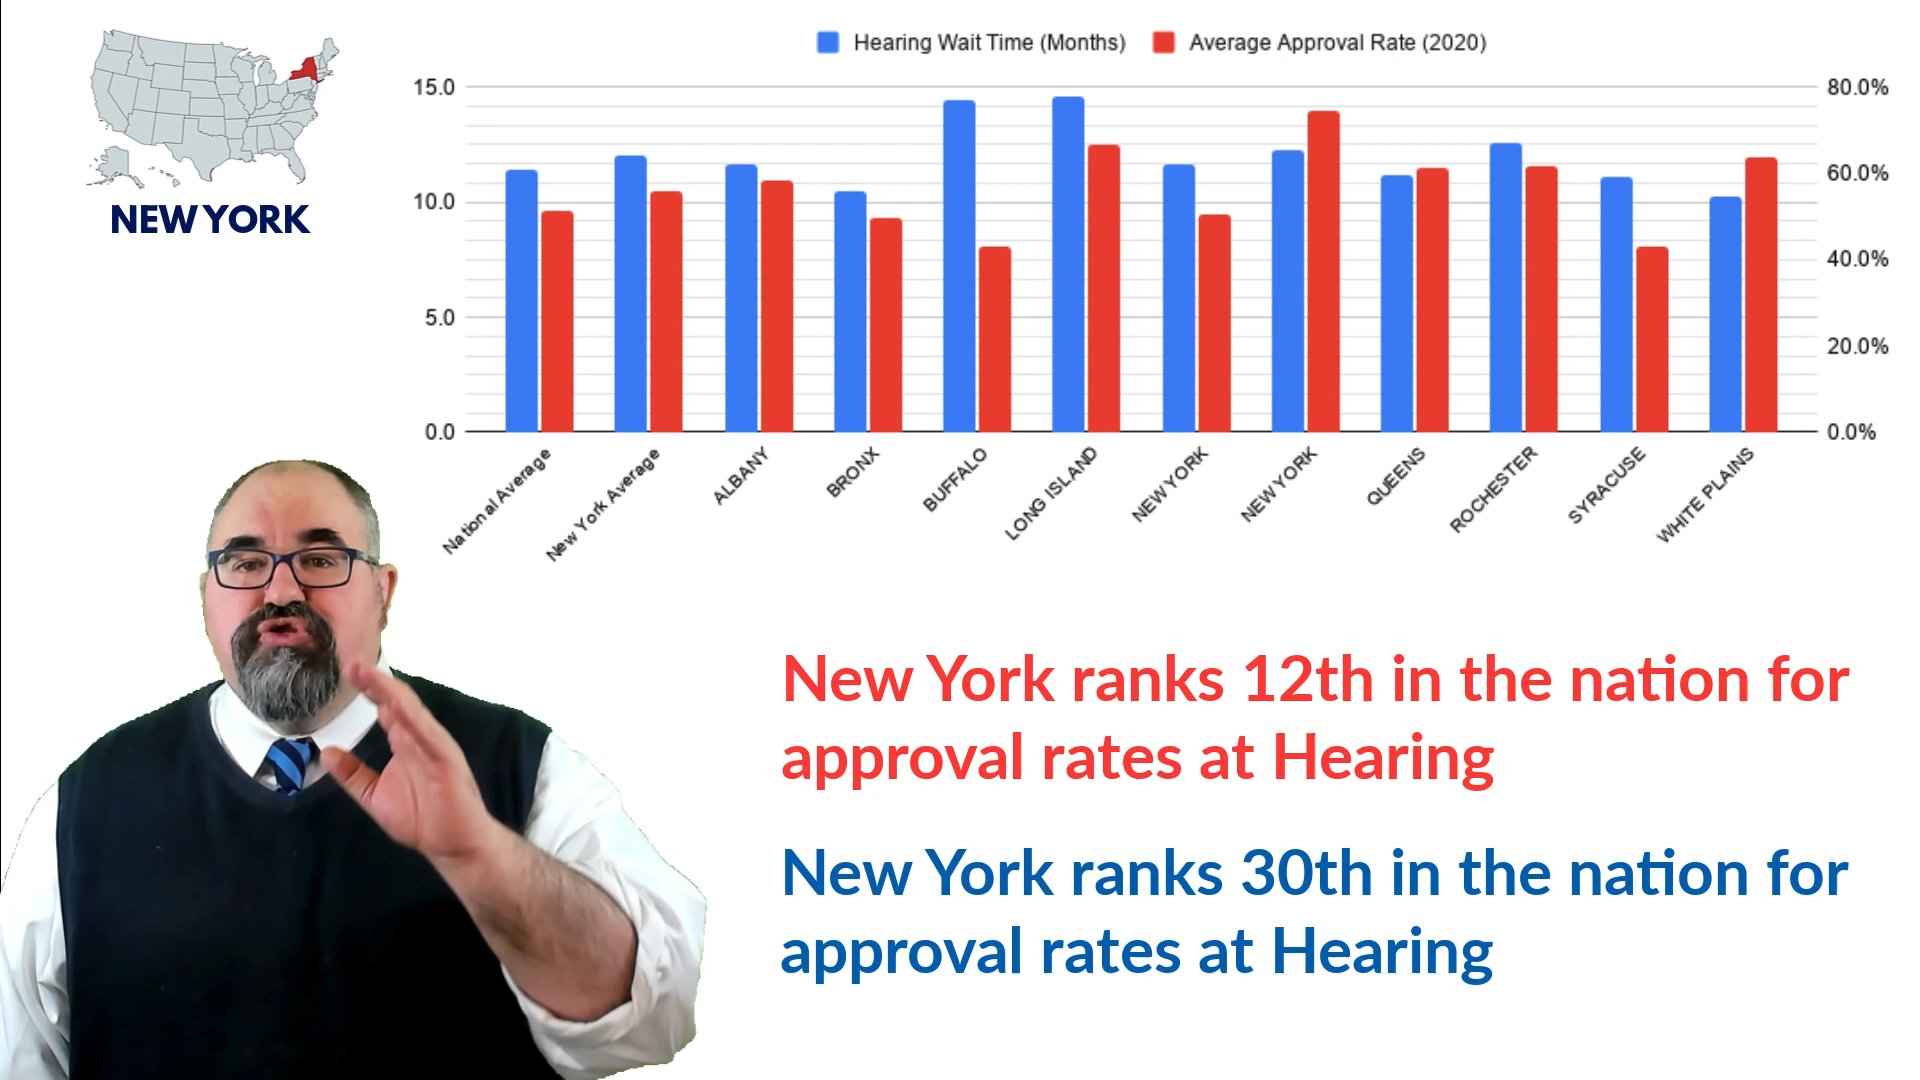 NEW YORK
Hearing Wait Time (Months) Average Approval Rate (2020)
15.0 80.0%
60.0%
10.0
40.0%
5.0
20.0%
0.0 0.0%
National Average
New York Average
ALBANY
BRONX
BUFFALO
LONG ISLAND
NEW YORK
NEW YORK
QUEENS
ROCHESTER
SYRACUSE
WHITE PLAINS
New York ranks 12th in the nation for
approval rates at Hearing
New York ranks 30th in the nation for
approval rates at Hearing